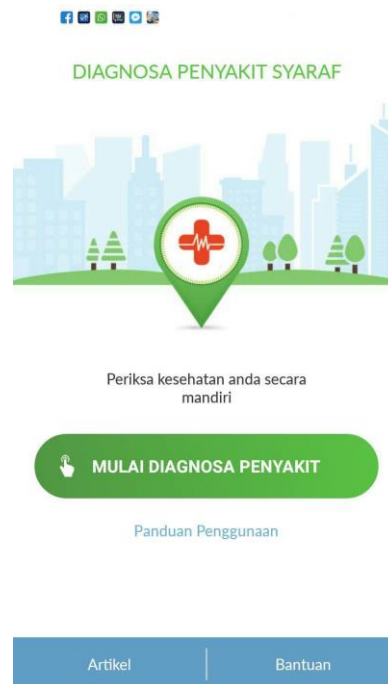 DIAGNOSA PENYAKIT SYARAF
Periksa kesehatan anda secara
mandiri
MULAI DIAGNOSA PENYAKIT
Panduan Penggunaan
Artikel
Bantuan